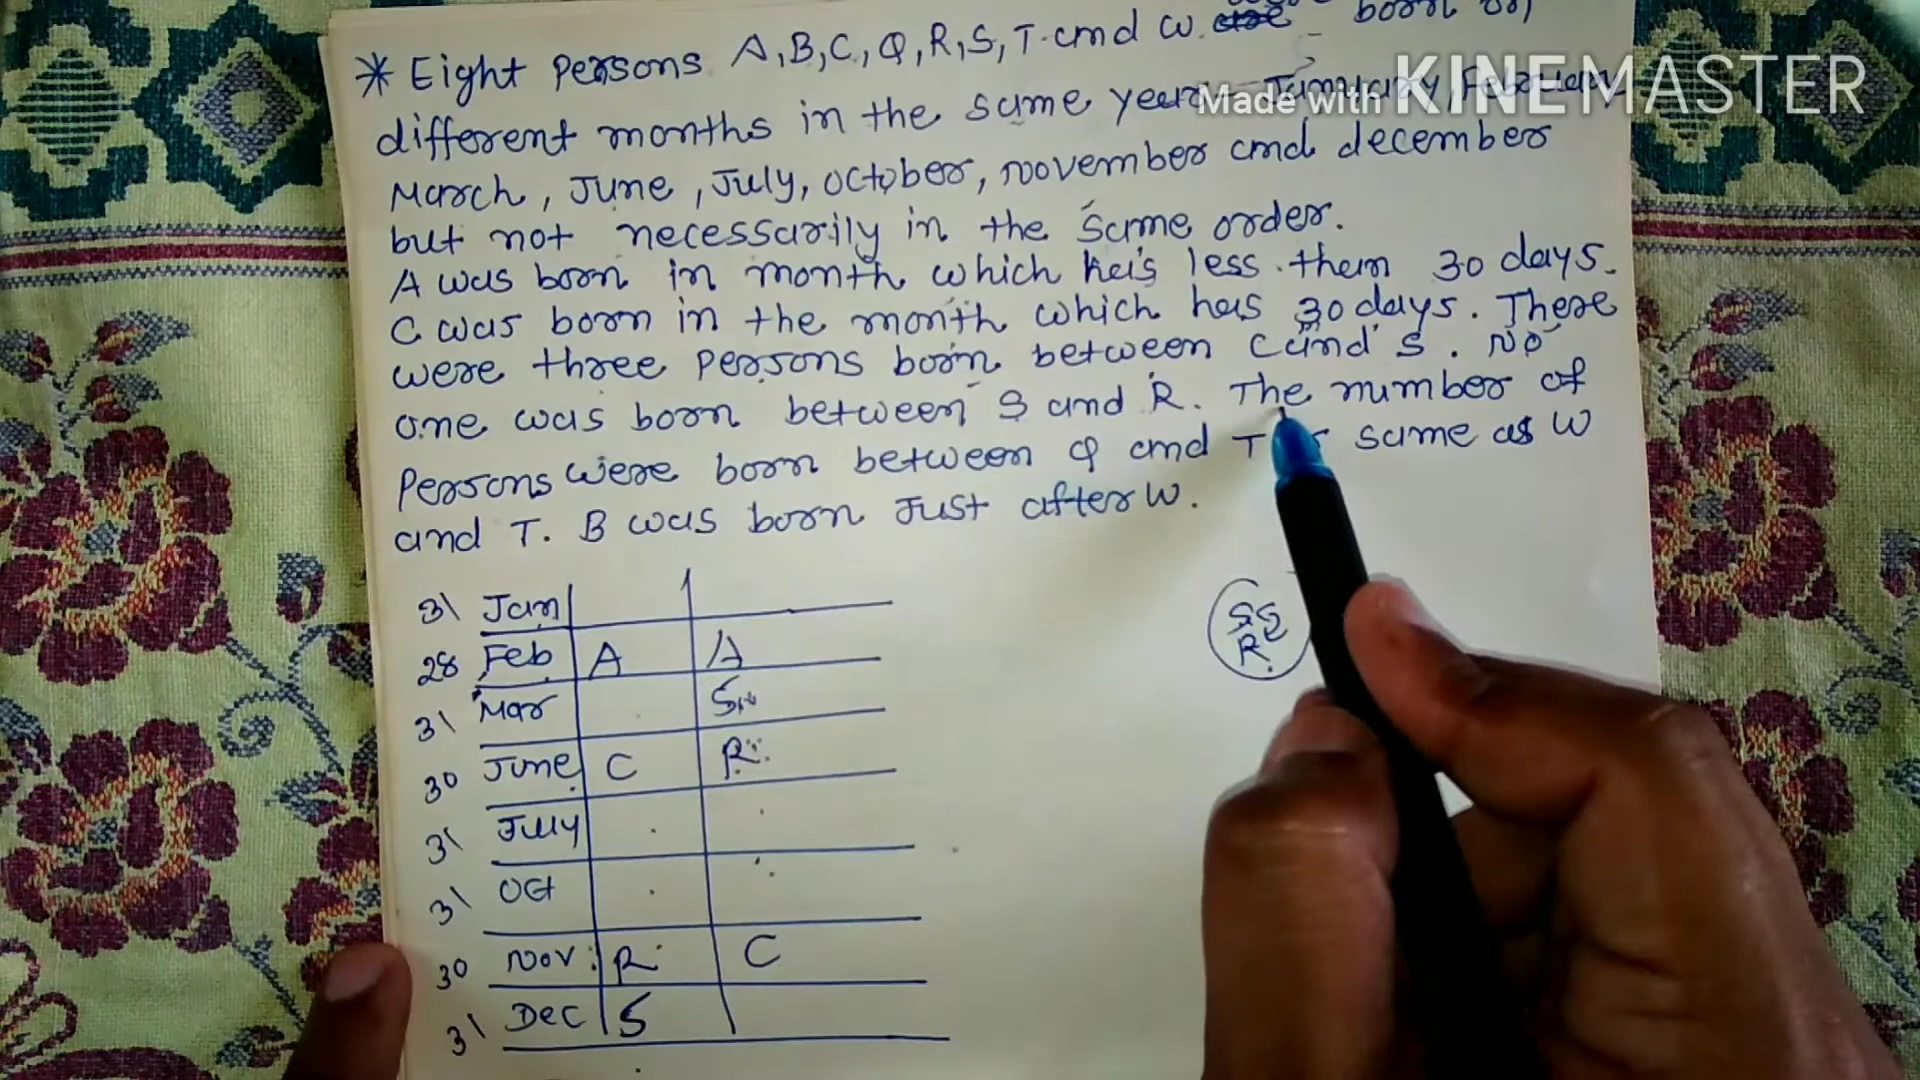 * Eight Persons A, B, C, Q, R, S, T and W. born on
different months in the same year January, February
March, June, July, October, November and december
but not necessarily in the same order.
A was born in month which has less than 30 days.
C was born in the month which has 30 days. There
were three Persons born between C and S. No
one was born between S and R. The number of
Persons were born between Q and T same as W
and T. B was born Just after W.
Made with KINEMASTER
31 Jan
28 Feb A A
31 Mar S
30 June C R
31 July
31 Oct
30 Nov R C
31 Dec S
S S
R